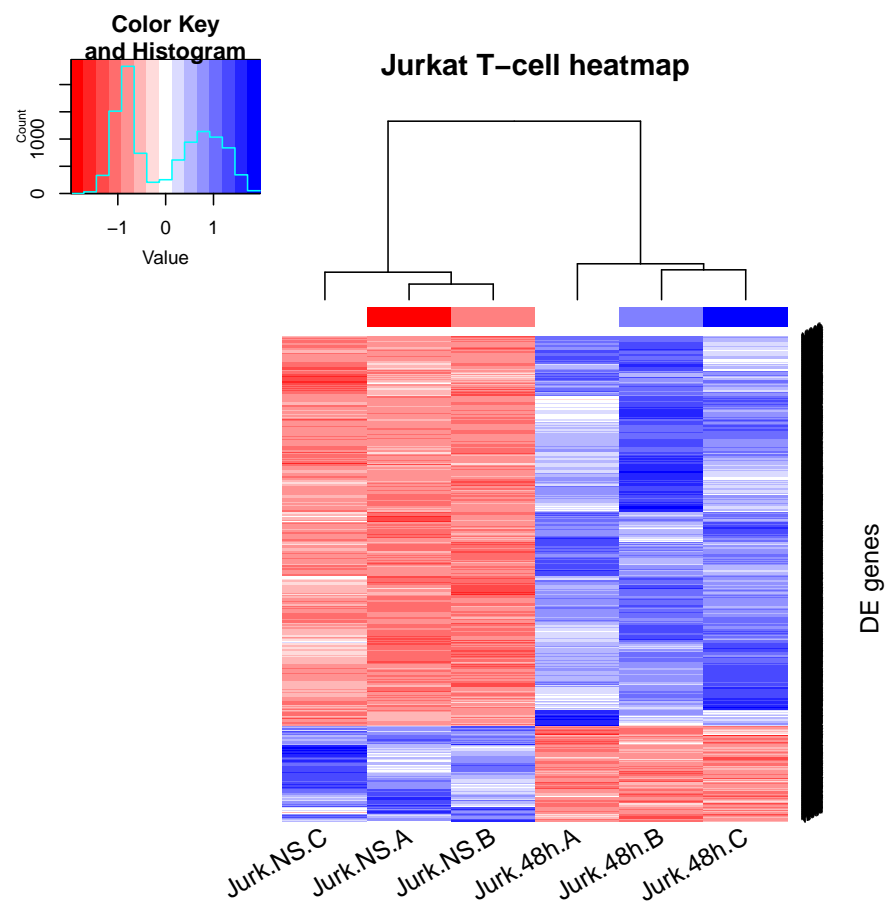 Color Key
and Histogram
Count
0
1000
−1
0
1
Value
Jurkat T−cell heatmap
DE genes
Jurk.NS.C
Jurk.NS.A
Jurk.NS.B
Jurk.48h.A
Jurk.48h.B
Jurk.48h.C